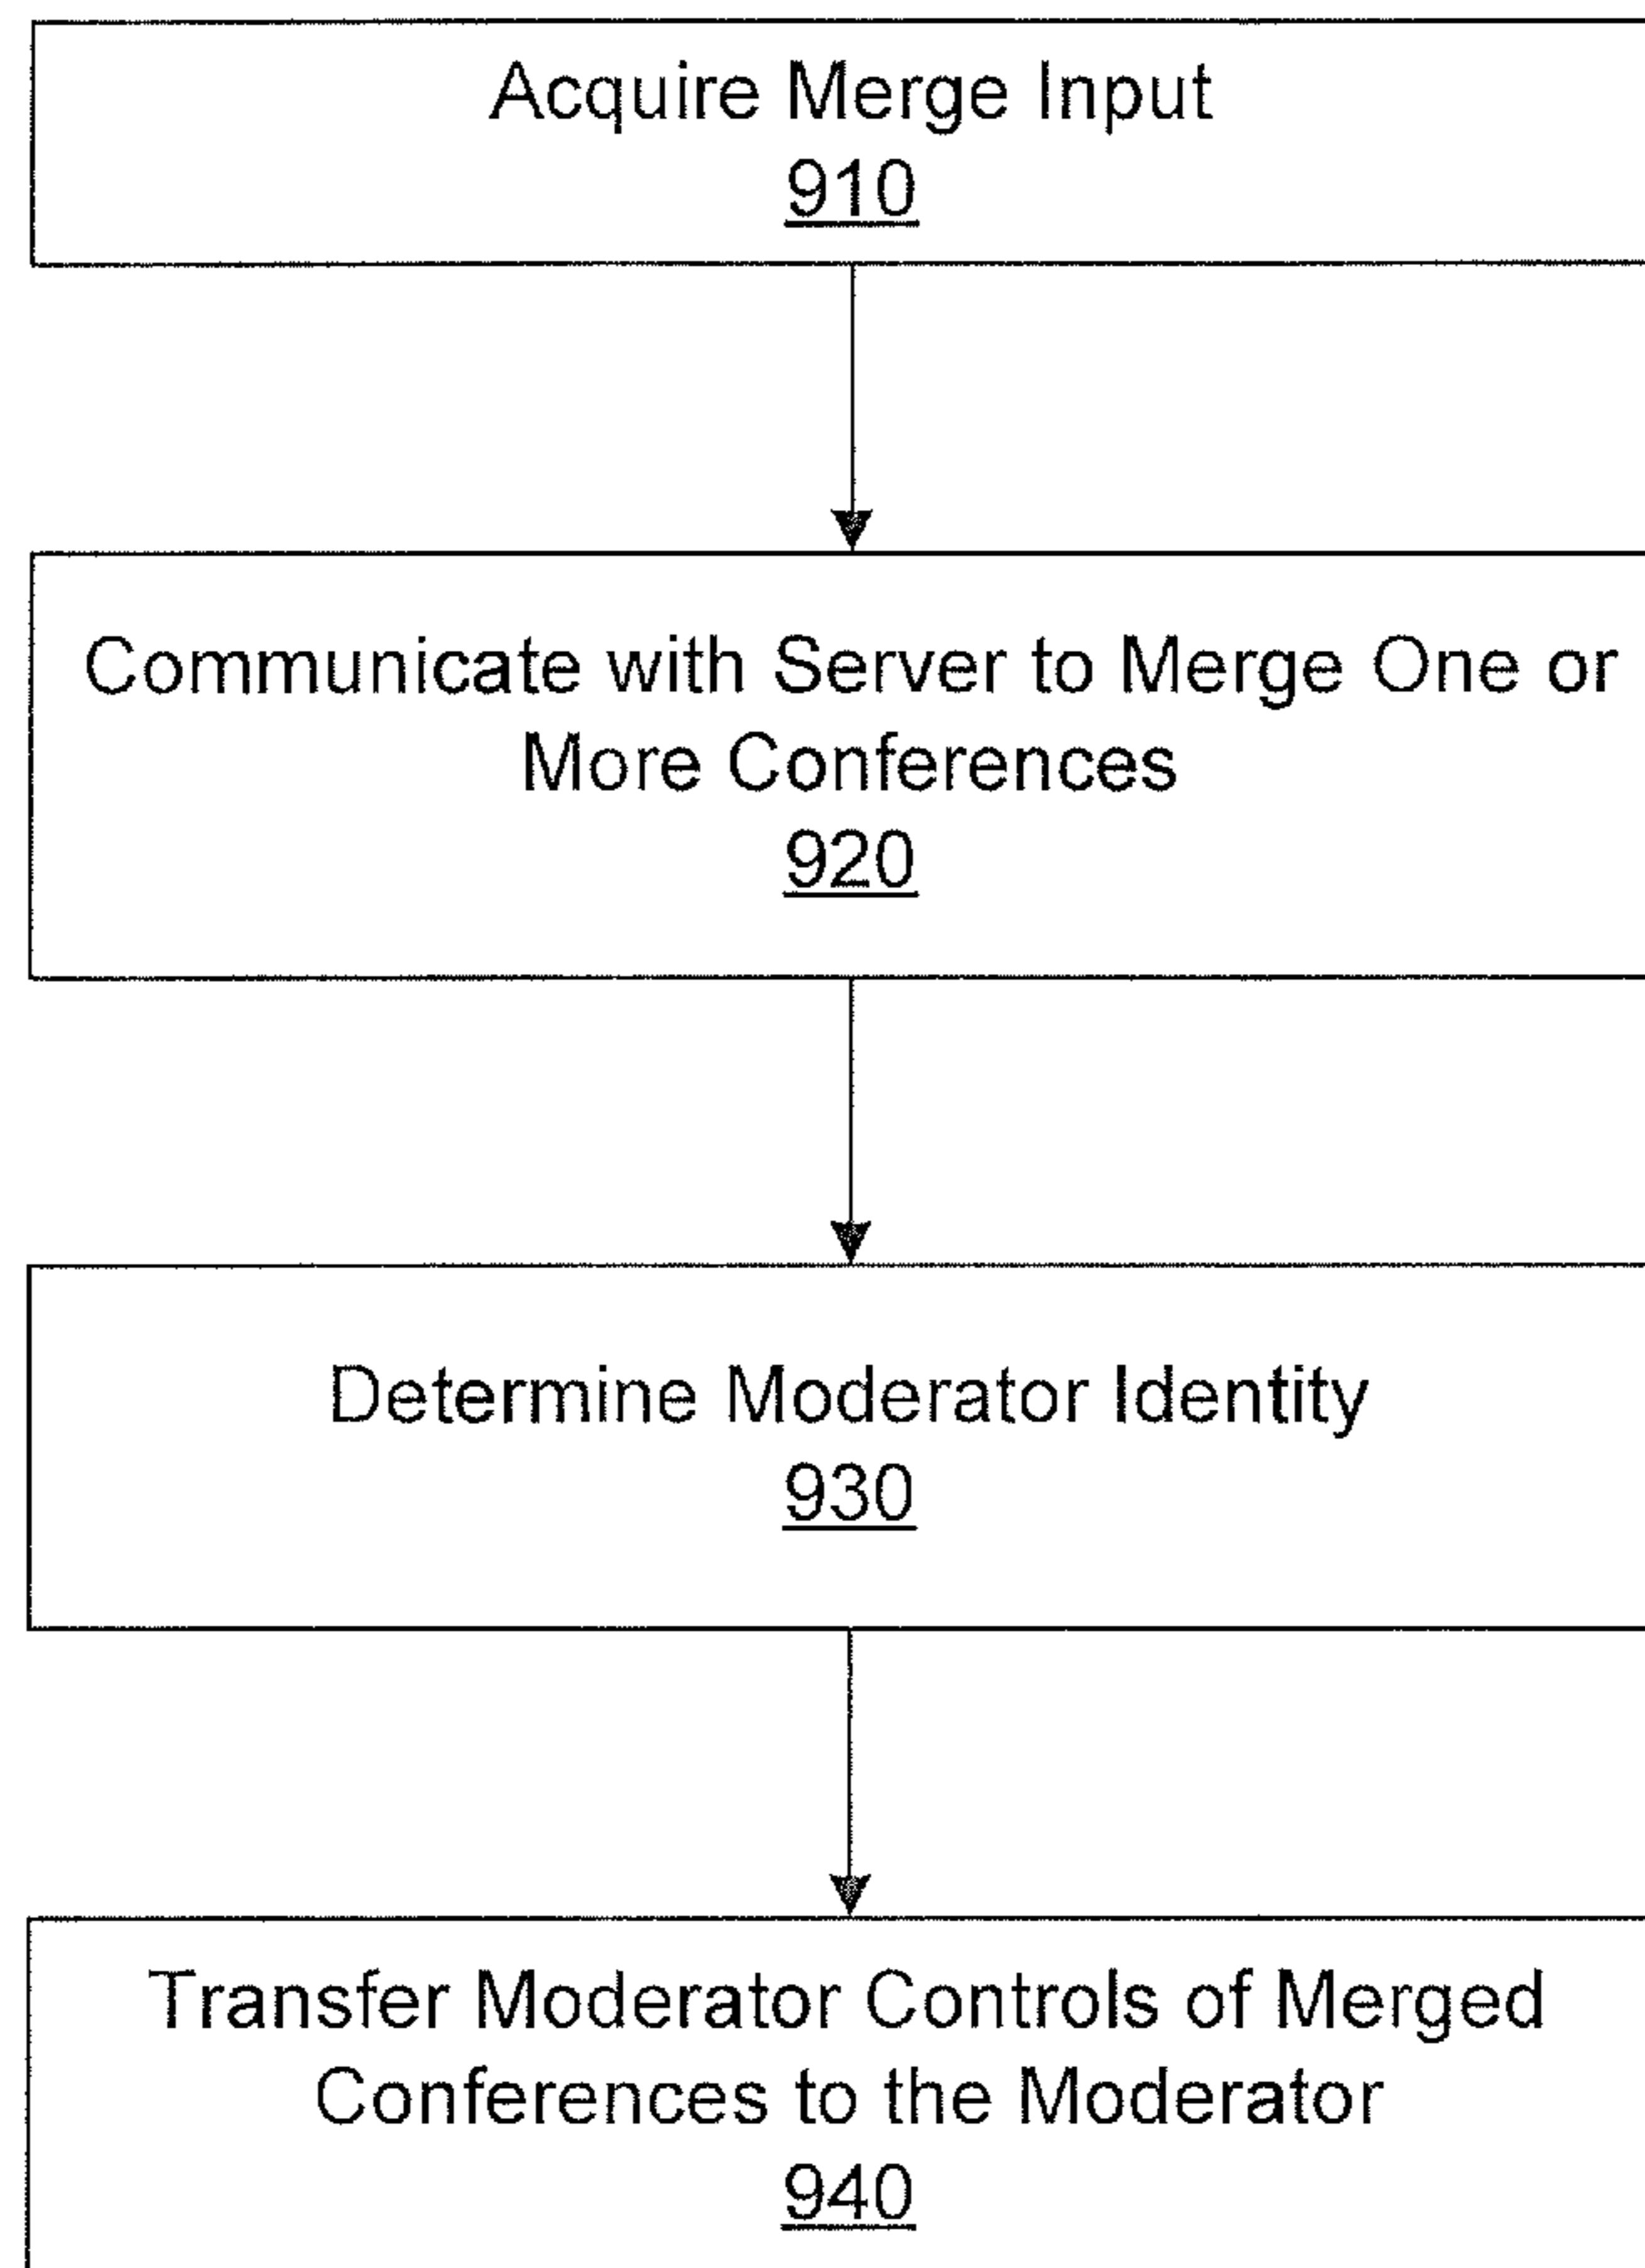 Acquire Merge Input
910
Communicate with Server to Merge One or
More Conferences
920
Determine Moderator Identity
930
Transfer Moderator Controls of Merged
Conferences to the Moderator
940